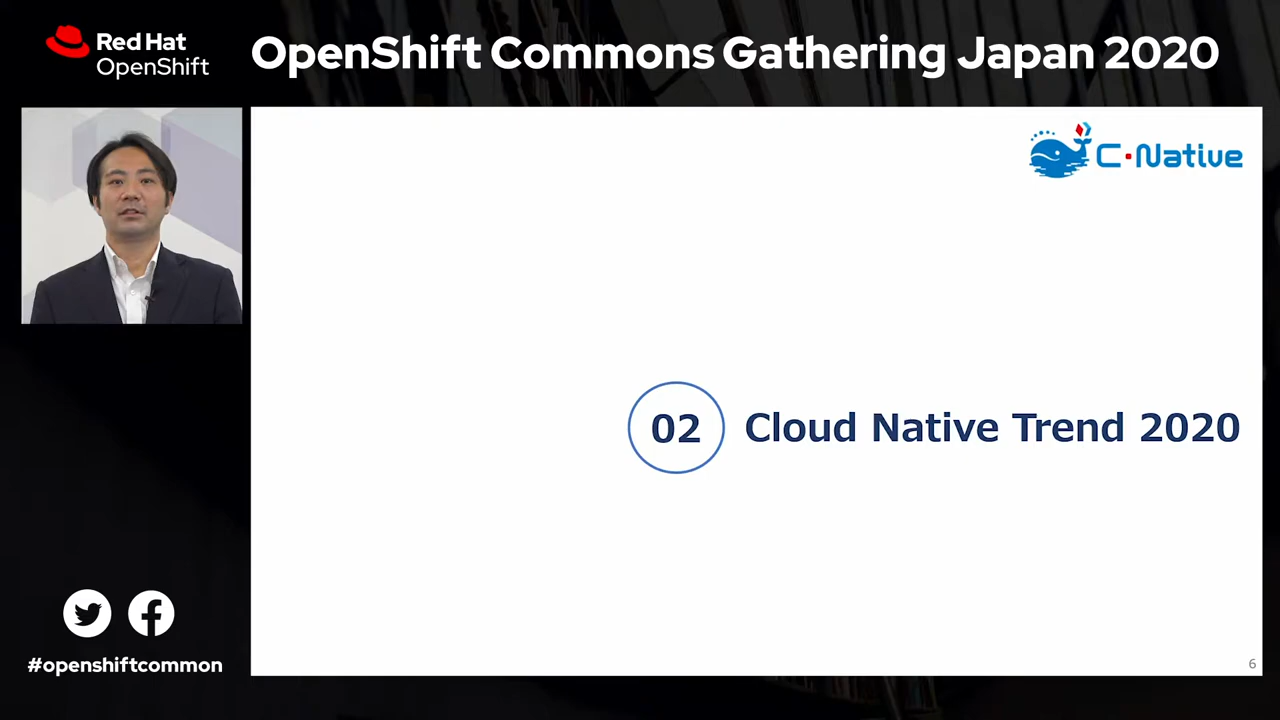 Red Hat
OpenShift
OpenShift Commons Gathering Japan 2020
C·Native
02
Cloud Native Trend 2020
#openshiftcommon
6